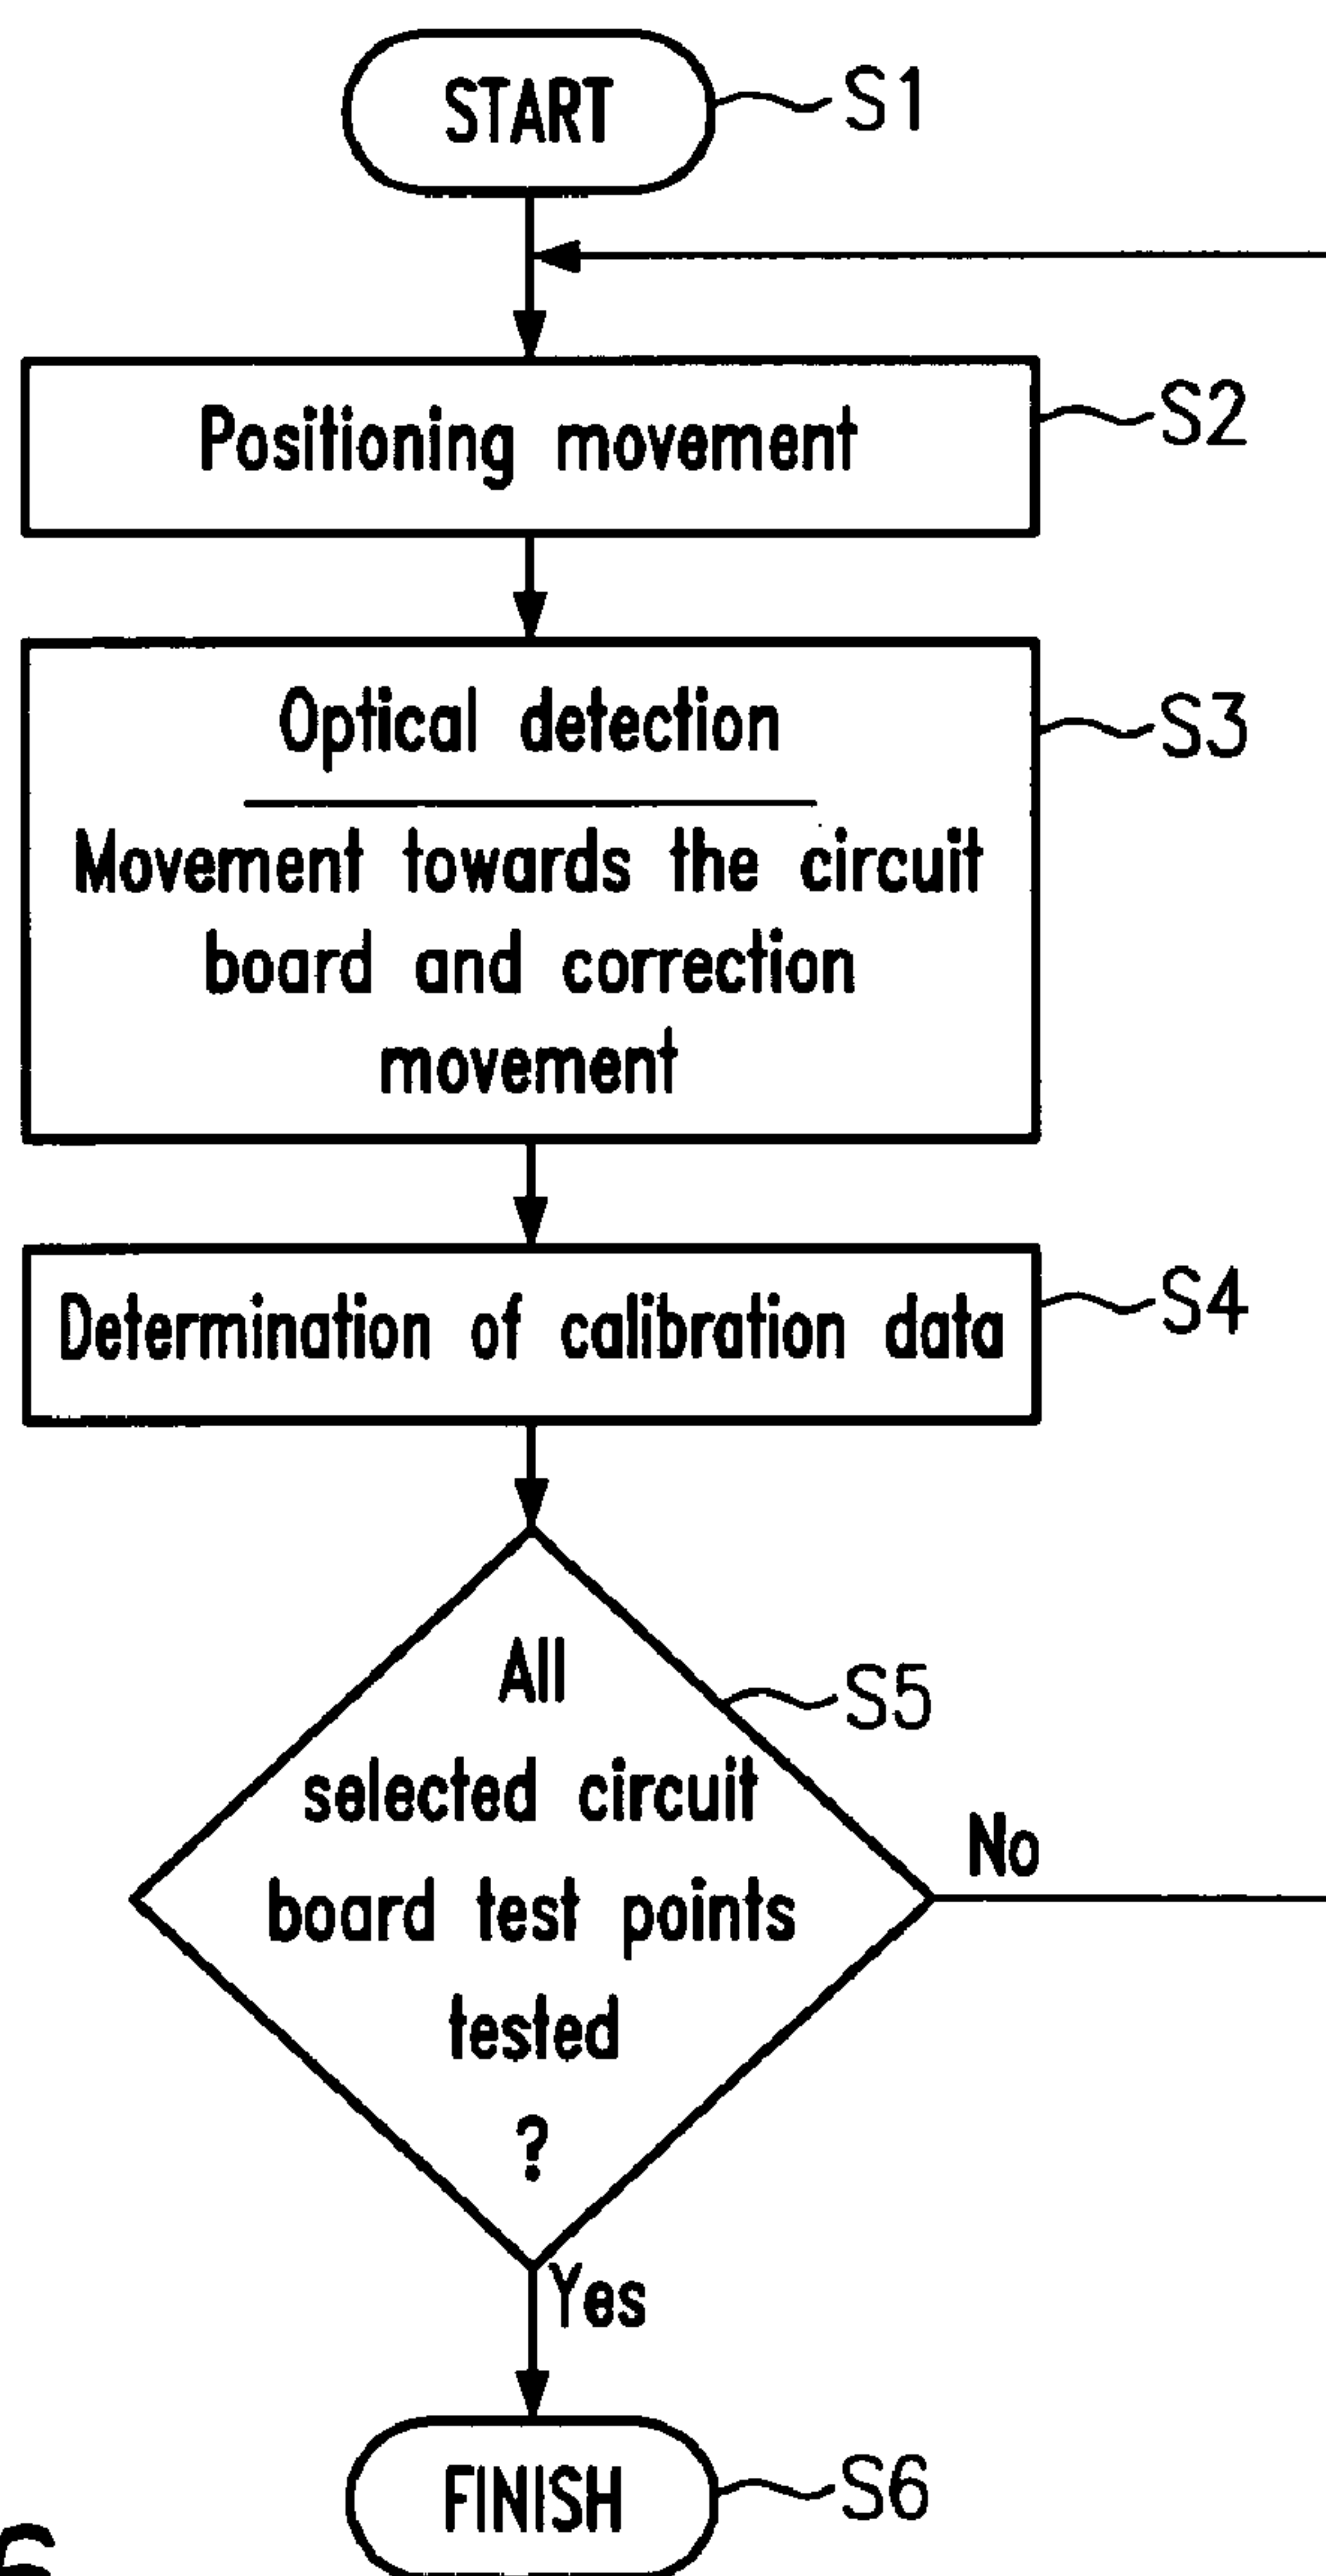 START
S1
Positioning movement
S2
Optical detection
S3
Movement towards the circuit
board and correction
movement
Determination of calibration data
S4
All
S5
selected circuit
No
board test points
tested
?
Yes
FINISH
S6